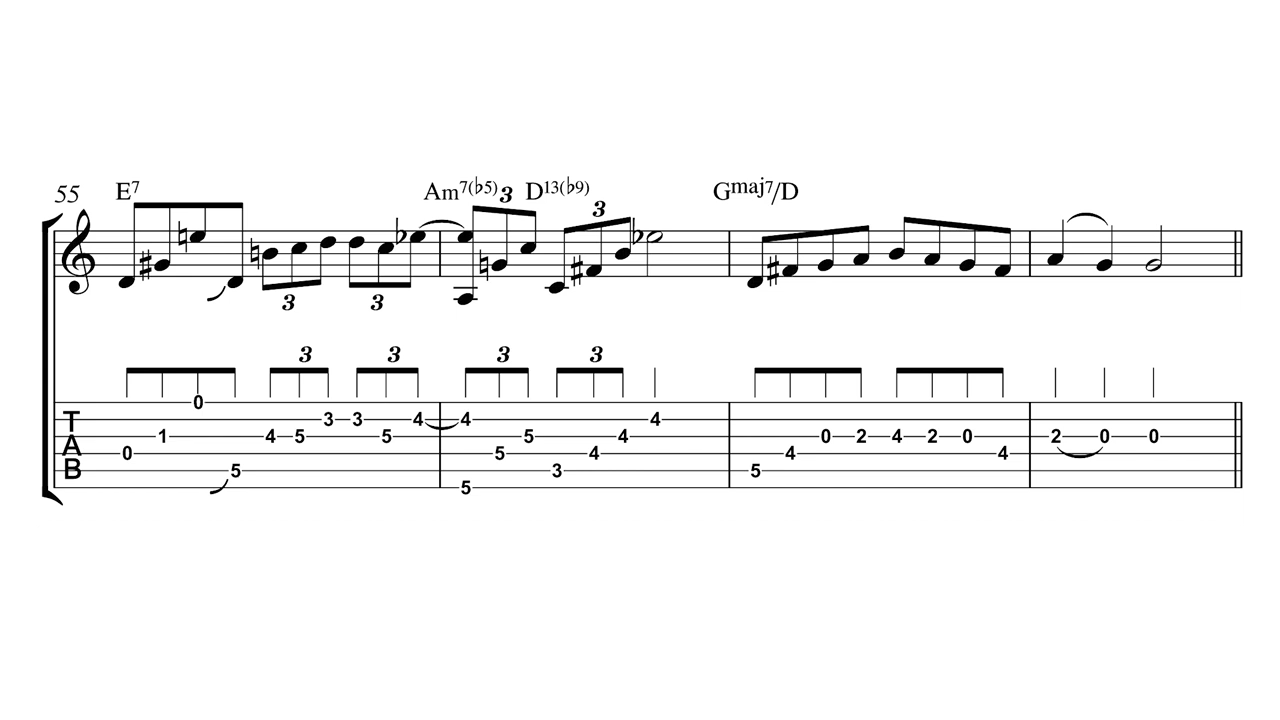 55 E7 Am7(♭5) D13(♭9) Gmaj7/D
3 3
3 3
3 3 3 3
0 0
3 3 4 4 4
T 1 4 5 5 5 4 0 2 4 2 0 2 0 0
A 0 5 4 4 4
B 5 3 5
5